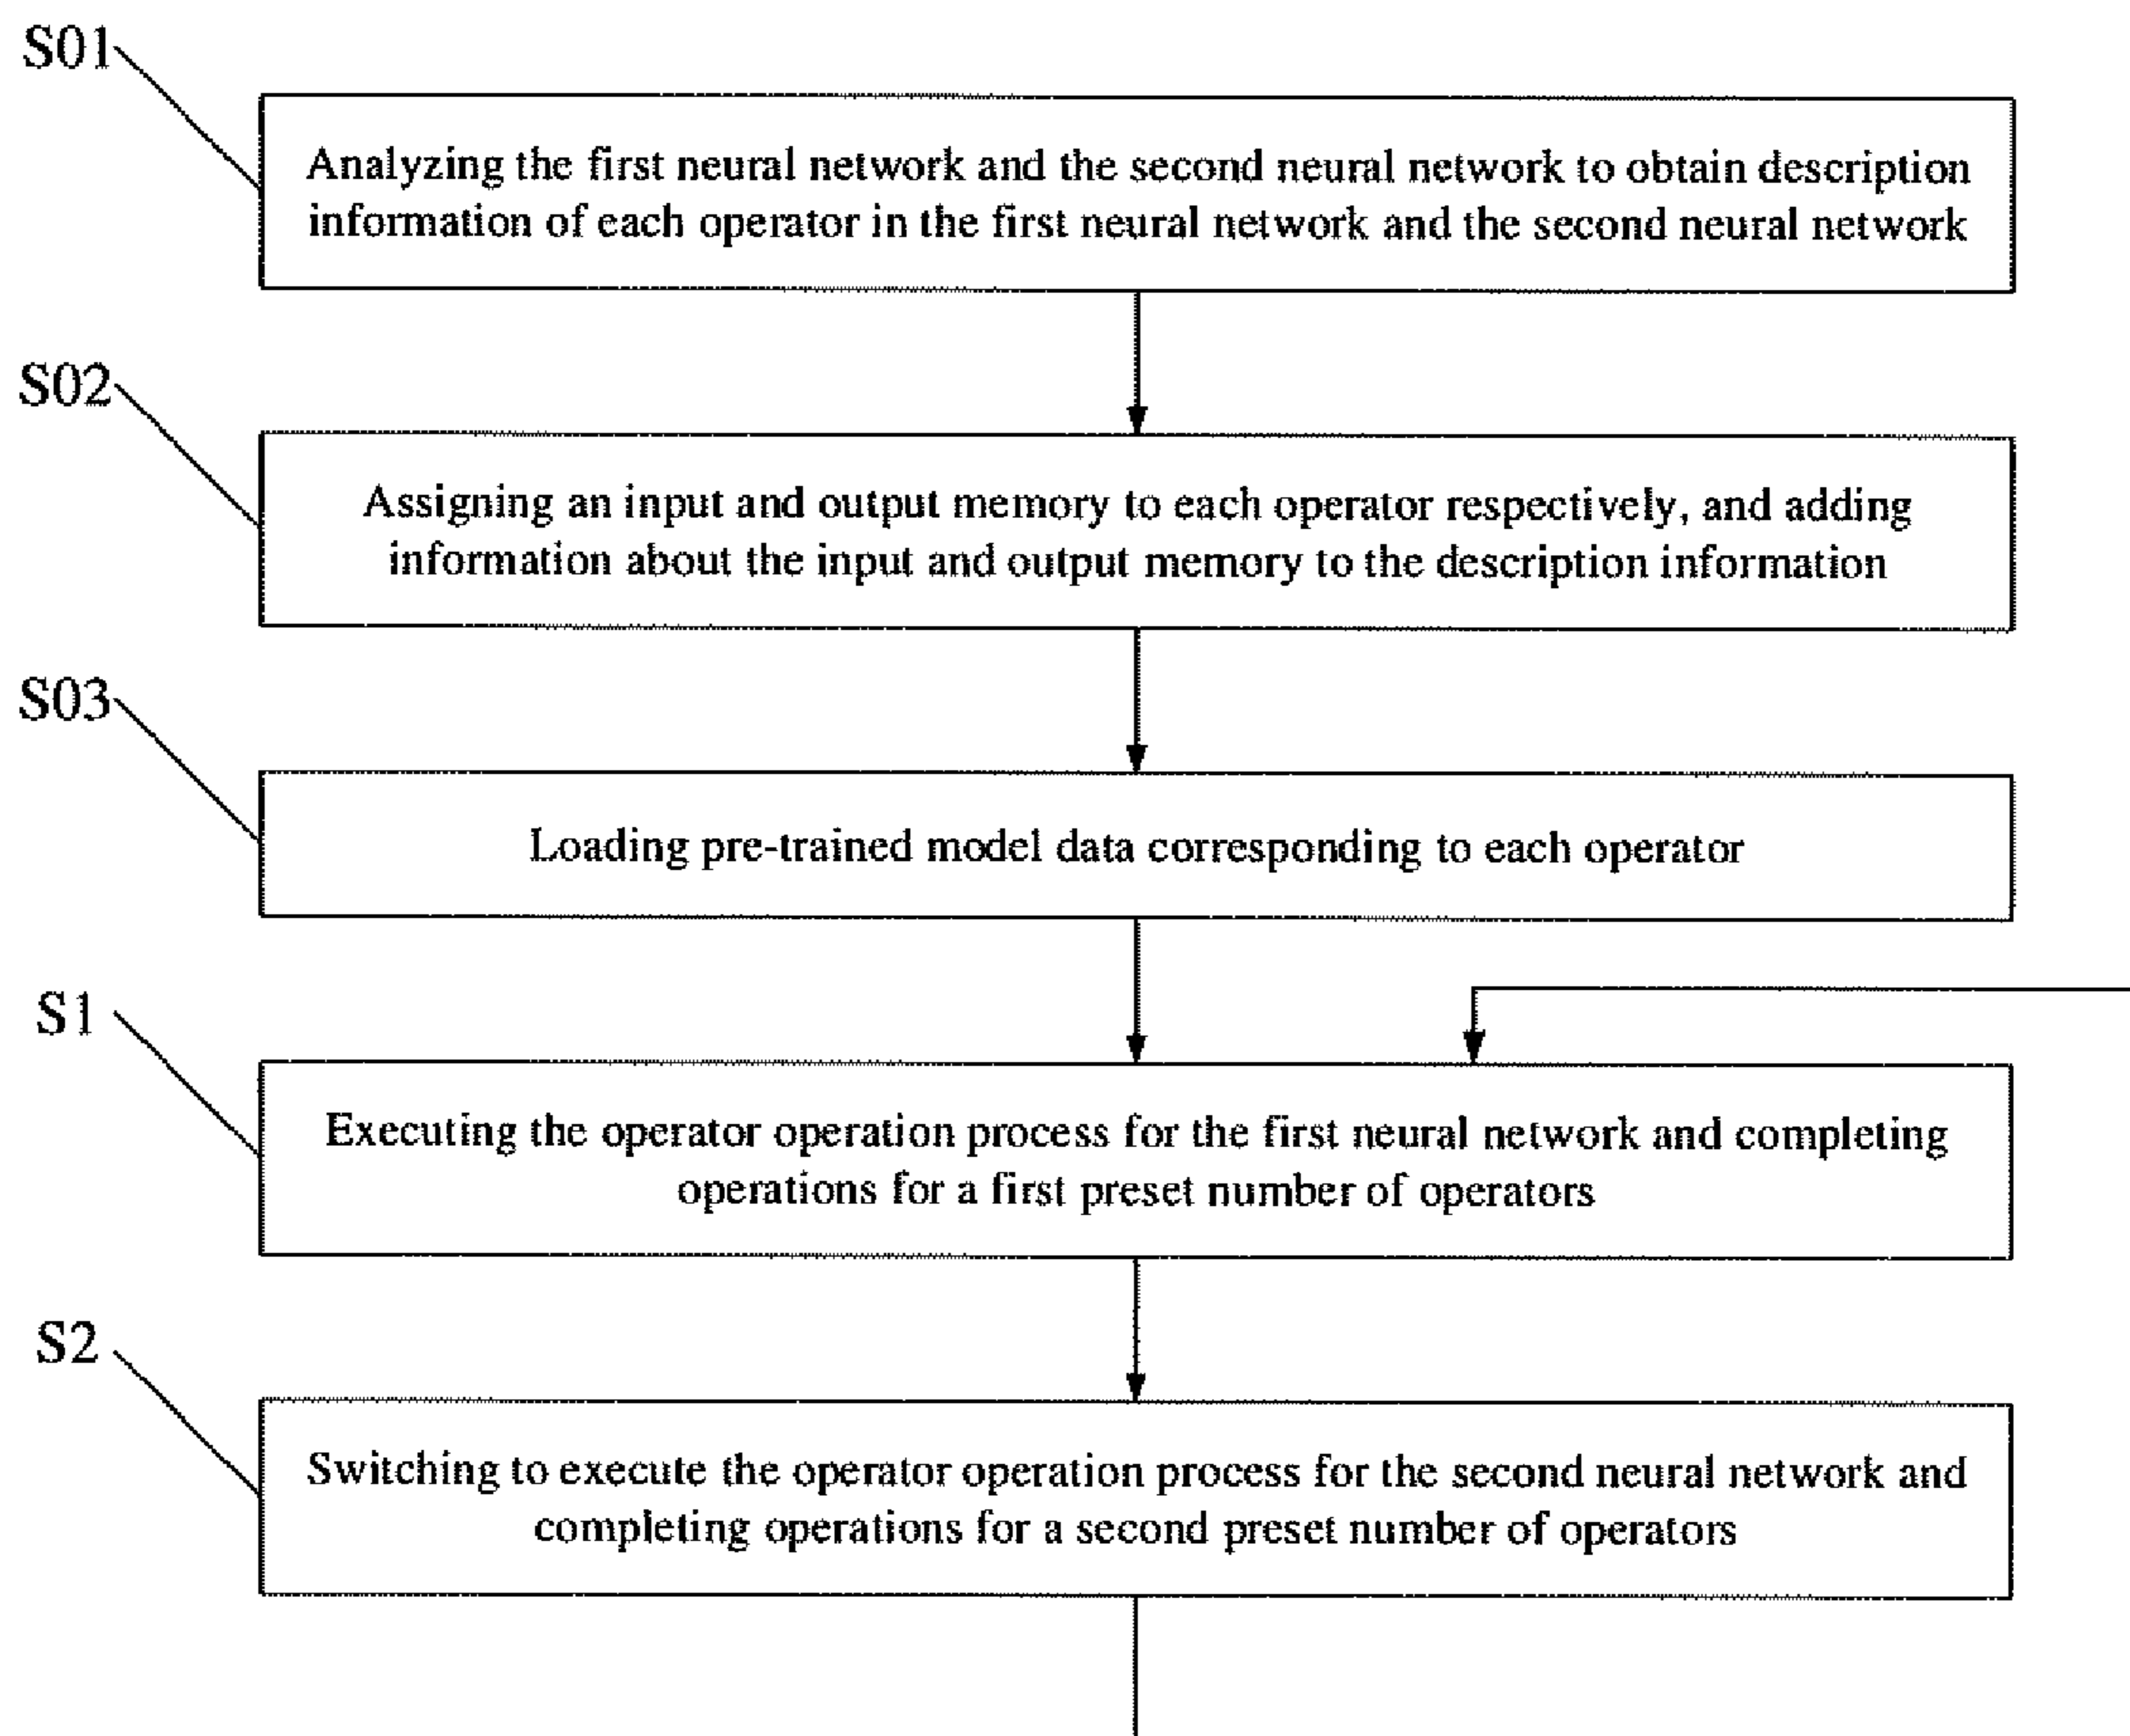 S01
Analyzing the first neural network and the second neural network to obtain description
information of each operator in the first neural network and the second neural network
S02
Assigning an input and output memory to each operator respectively, and adding
information about the input and output memory to the description information
S03
Loading pre-trained model data corresponding to each operator
S1
Executing the operator operation process for the first neural network and completing
operations for a first preset number of operators
S2
Switching to execute the operator operation process for the second neural network and
completing operations for a second preset number of operators